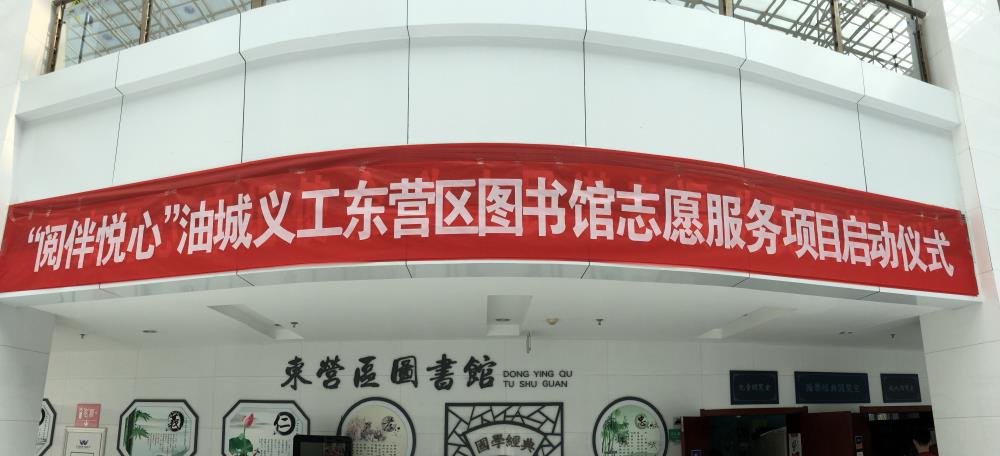 “阅伴悦心”油城义工东营区图书馆志愿服务项目启动仪式
東營區圖書館
DONG YING QU
TU SHU GUAN
義
仁
國學經典